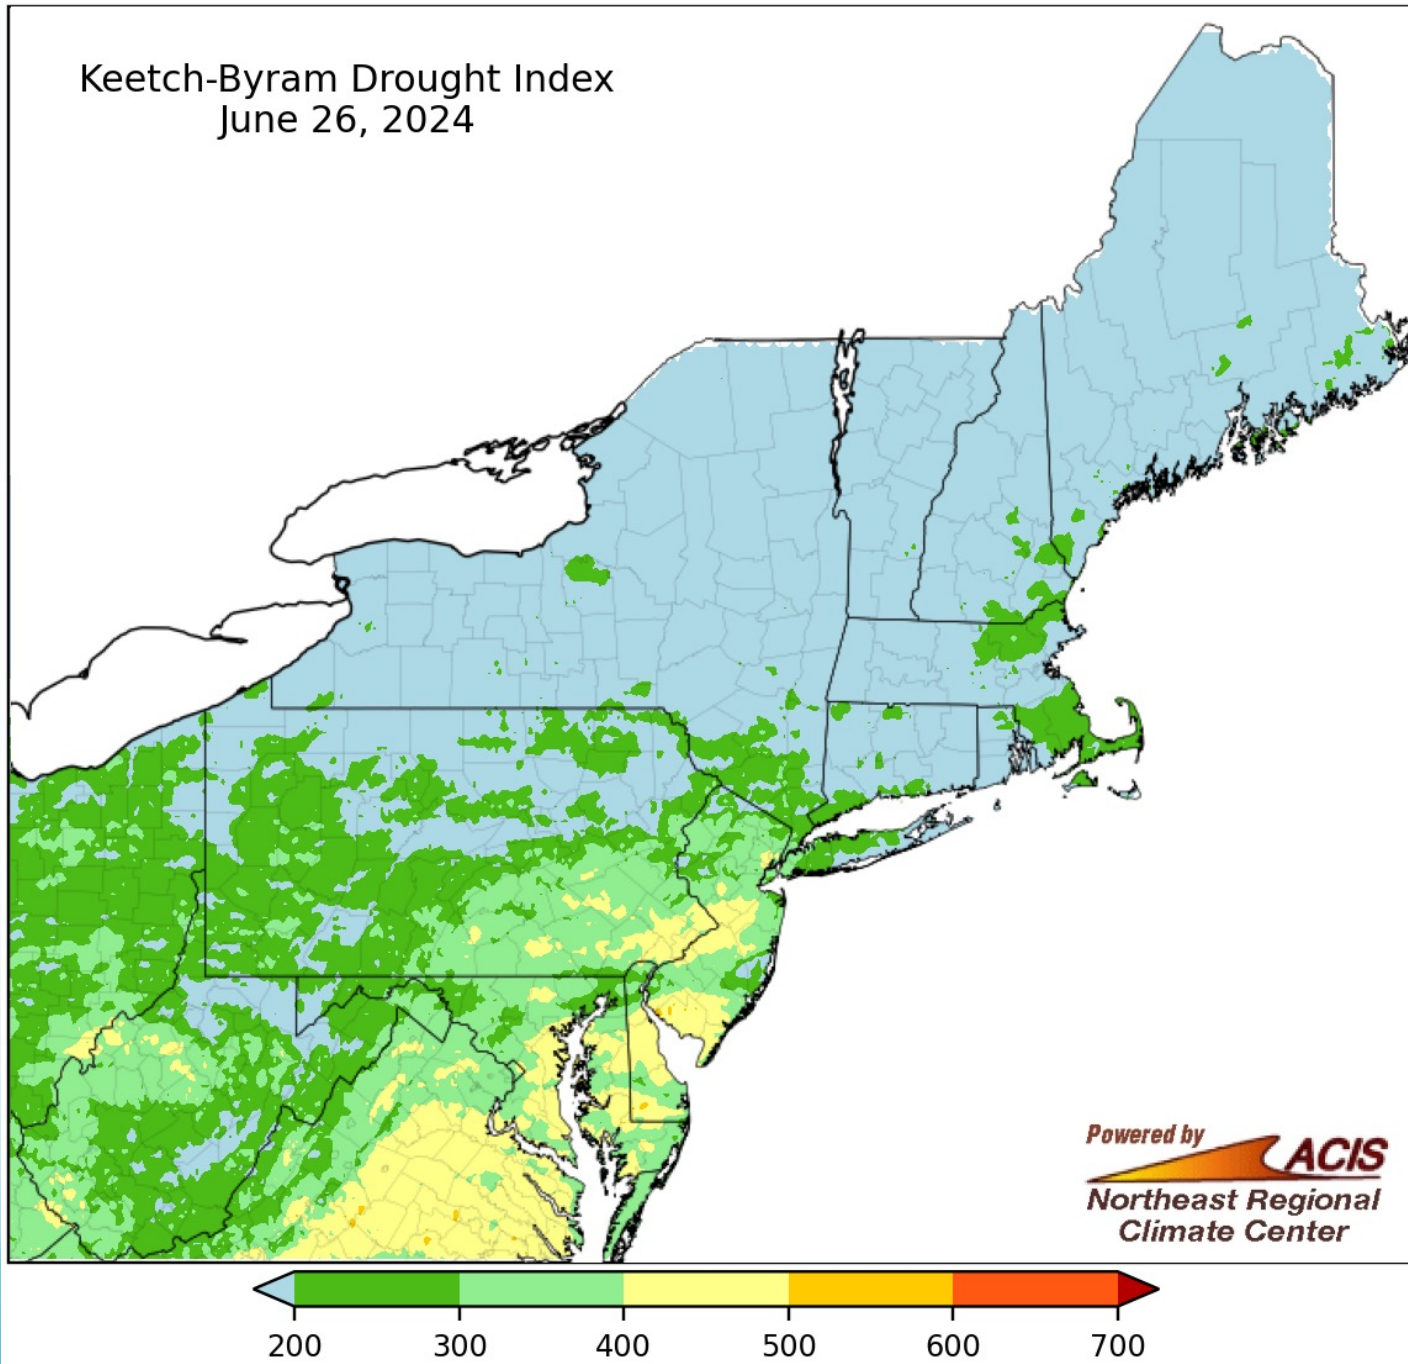 Keetch-Byram Drought Index
June 26, 2024
Powered by
ACIS
Northeast Regional
Climate Center
200 300 400 500 600 700